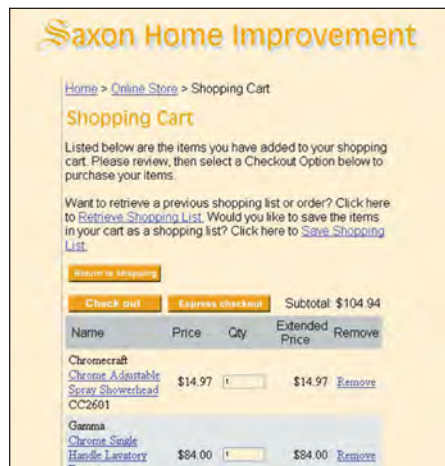 Saxon Home Improvement
Home > Online Store > Shopping Cart
Shopping Cart
Listed below are the items you have added to your shopping
cart. Please review, then select a Checkout Option below to
purchase your items.
Want to retrieve a previous shopping list or order? Click here
to Retrieve Shopping List. Would you like to save the items
in your cart as a shopping list? Click here to Save Shopping
List.
Return to Shopping
Check out Express checkout Subtotal: $104.94
Name Price Qty Extended Price Remove
Chromecraft
Chrome Adjustable
Spray Showerhead
CC2601
$14.97 1 $14.97 Remove
Gamma
Chrome Single
Handle Lavatory
$84.00 1 $84.00 Remove